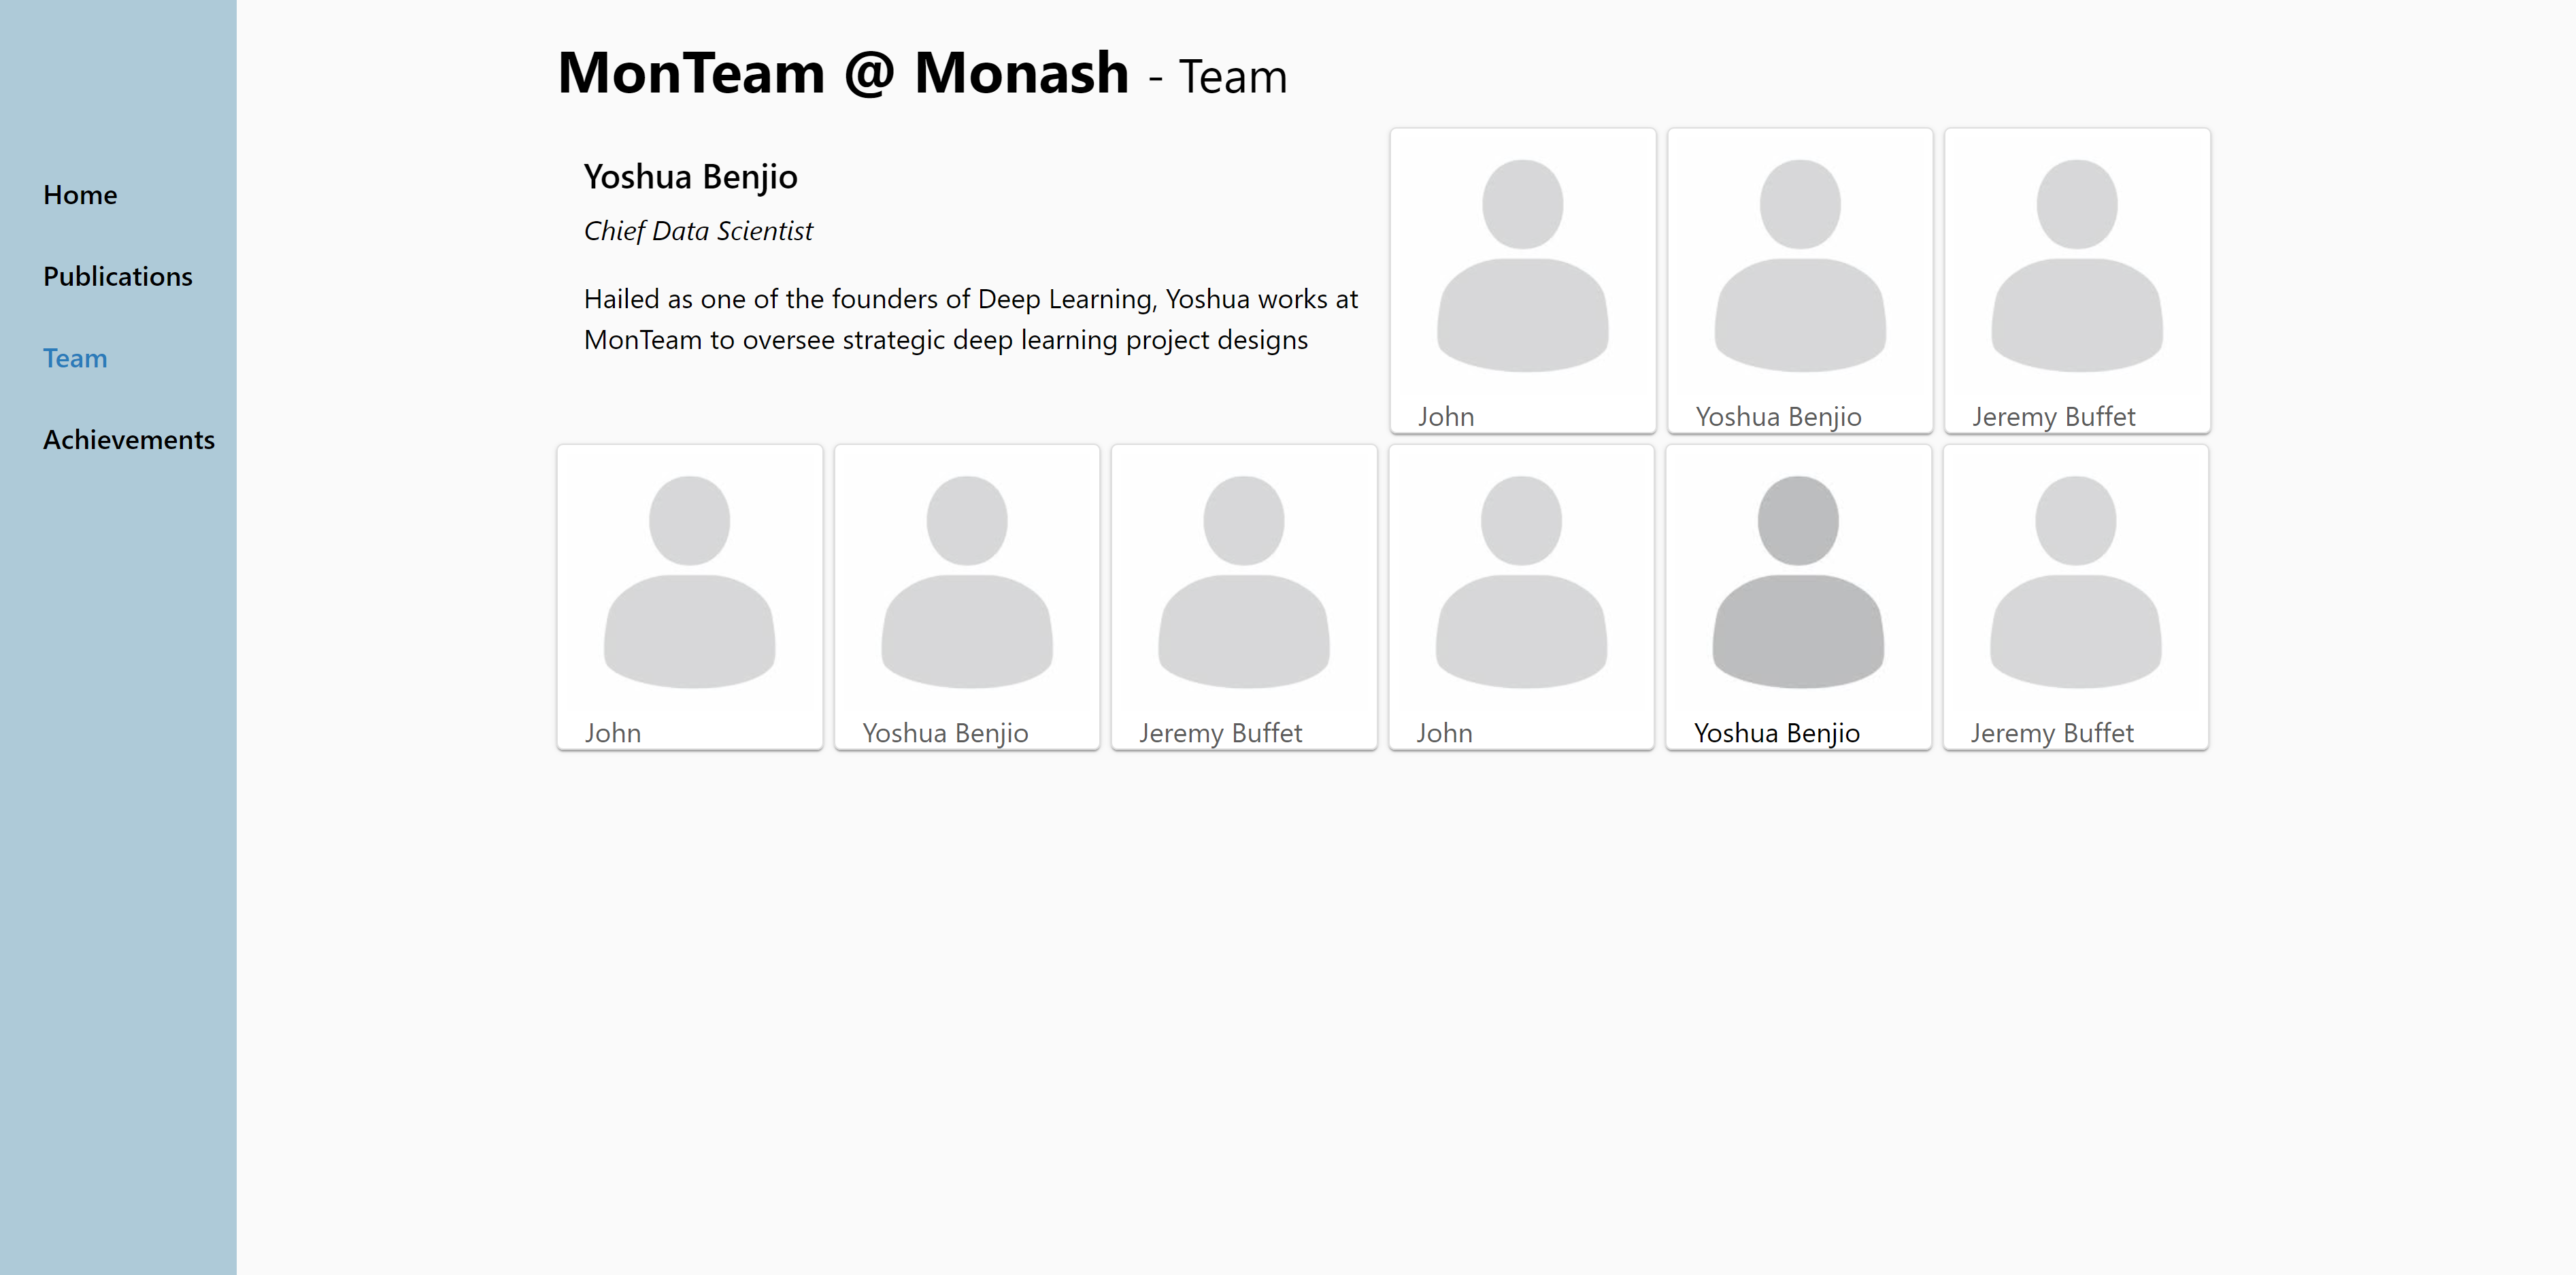 Home
Publications
Team
Achievements
MonTeam @ Monash - Team
Yoshua Benjio
Chief Data Scientist
Hailed as one of the founders of Deep Learning, Yoshua works at
MonTeam to oversee strategic deep learning project designs
John
Yoshua Benjio
Jeremy Buffet
John
Yoshua Benjio
Jeremy Buffet
John
Yoshua Benjio
Jeremy Buffet